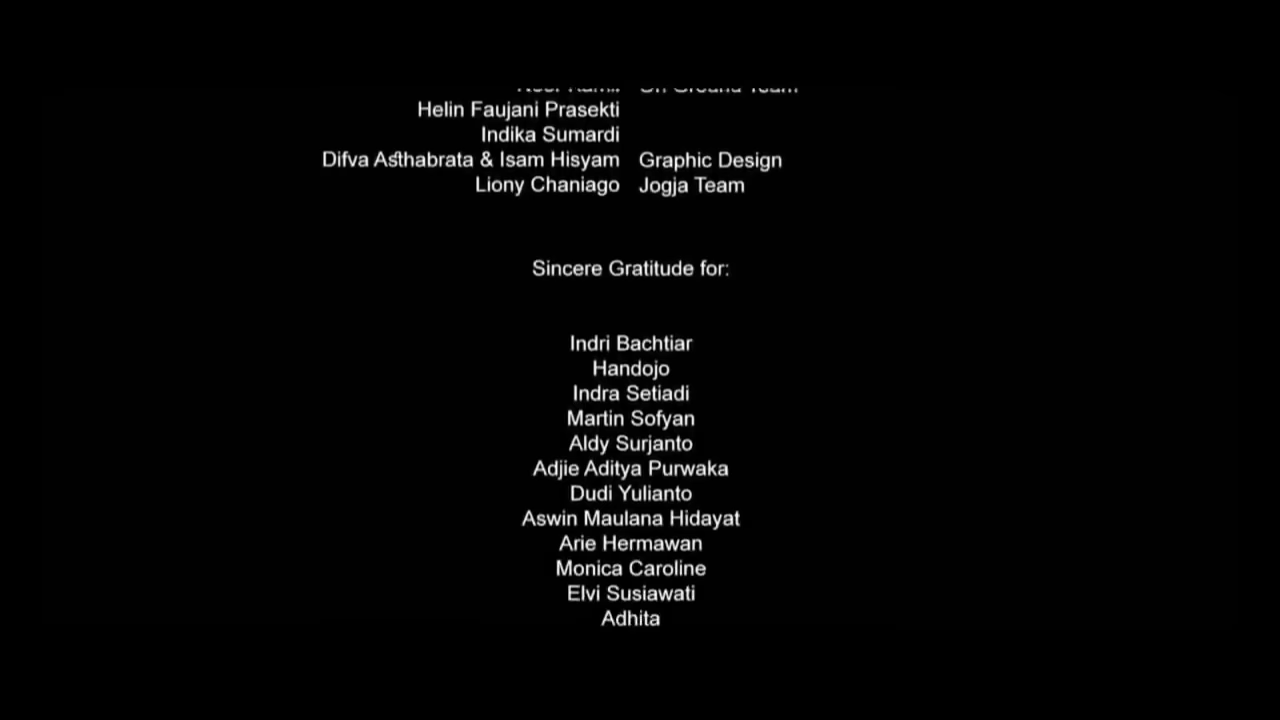 Helin Faujani Prasekti
Indika Sumardi
Difva Asthabrata & Isam Hisyam Graphic Design
Liony Chaniago Jogja Team
Sincere Gratitude for:
Indri Bachtiar
Handojo
Indra Setiadi
Martin Sofyan
Aldy Surjanto
Adjie Aditya Purwaka
Dudi Yulianto
Aswin Maulana Hidayat
Arie Hermawan
Monica Caroline
Elvi Susiawati
Adhita